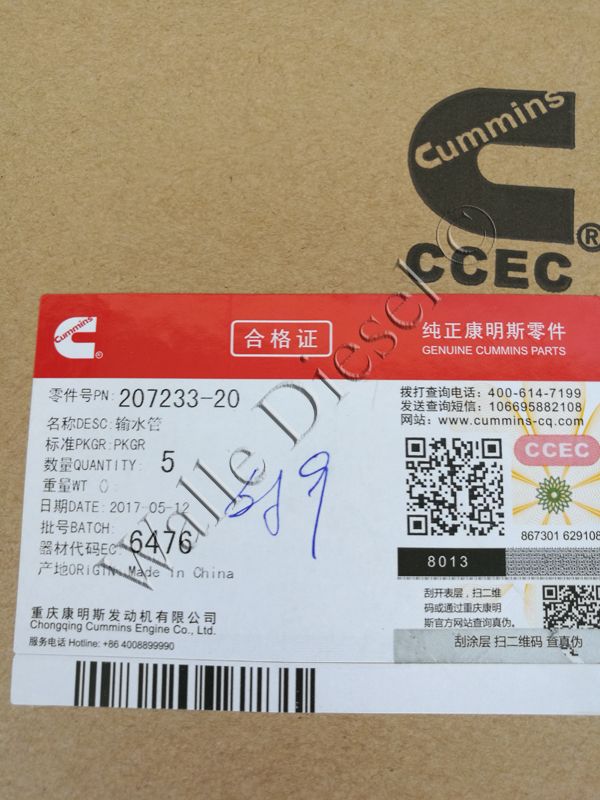 Cummins
CCEC®
Walle Diesel ©
Cummins
®
合格证
纯正康明斯零件
GENUINE CUMMINS PARTS
零件号PN: 207233-20
名称DESC:输水管
标准PKGR:PKGR
数量QUANTITY: 5
重量WT 0
日期DATE:2017-05-12
批号BATCH:
器材代码EC 6476
产地ORIGIN:Made In China
重庆康明斯发动机有限公司
Chongqing Cummins Engine Co., Ltd.
服务电话 Hotline: +86 4008899990
拨打查询电话: 400-614-7199
发送查询短信: 106695882108
网站: www.cummins-cq.com
CCEC
867301 62910
8013
刮开表层，扫二维
码或通过重庆康明
斯官方网站查询真伪。
刮涂层 扫二维码 查真伪